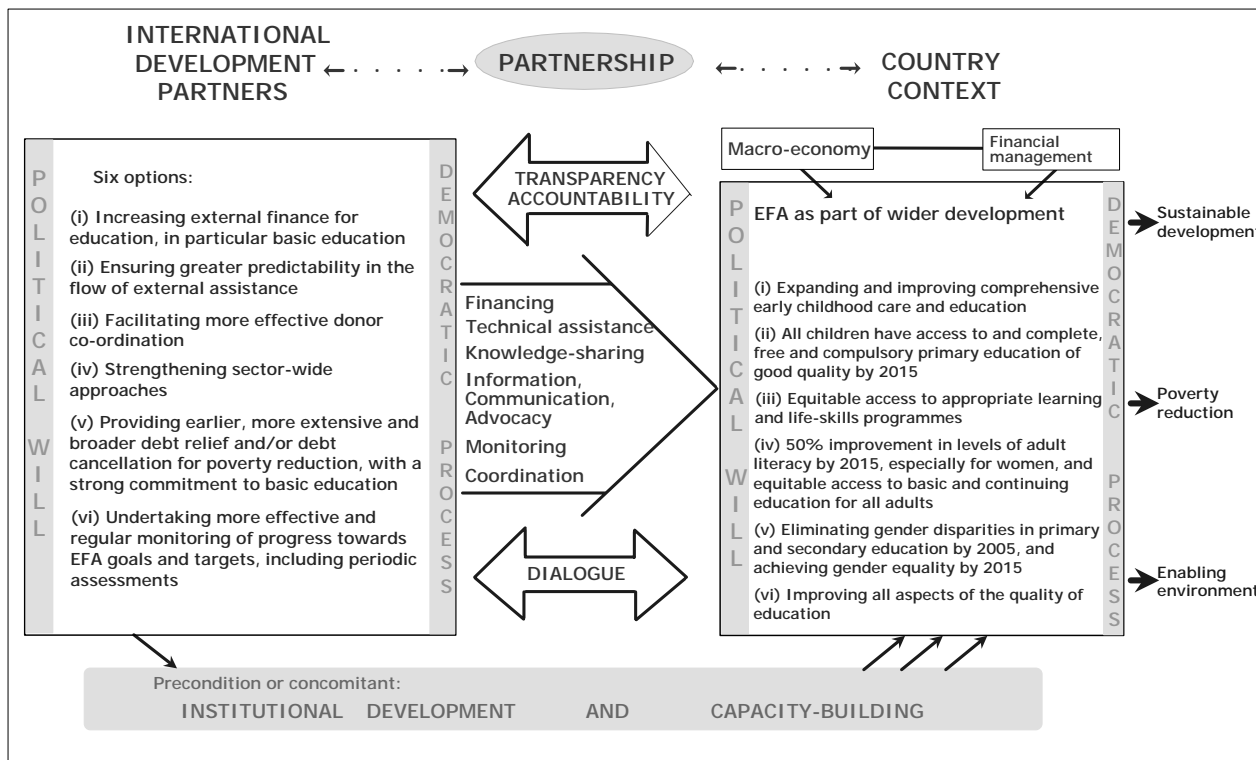 INTERNATIONAL
DEVELOPMENT
PARTNERS
PARTNERSHIP
COUNTRY
CONTEXT
POLITICAL WILL
Six options:
(i) Increasing external finance for
education, in particular basic education
(ii) Ensuring greater predictability in the
flow of external assistance
(iii) Facilitating more effective donor
co-ordination
(iv) Strengthening sector-wide
approaches
(v) Providing earlier, more extensive and
broader debt relief and/or debt
cancellation for poverty reduction, with a
strong commitment to basic education
(vi) Undertaking more effective and
regular monitoring of progress towards
EFA goals and targets, including periodic
assessments
DEMOCRATIC PROCESS
TRANSPARENCY
ACCOUNTABILITY
Financing
Technical assistance
Knowledge-sharing
Information,
Communication,
Advocacy
Monitoring
Coordination
DIALOGUE
Macro-economy
Financial
management
POLITICAL WILL
EFA as part of wider development
(i) Expanding and improving comprehensive
early childhood care and education
(ii) All children have access to and complete,
free and compulsory primary education of
good quality by 2015
(iii) Equitable access to appropriate learning
and life-skills programmes
(iv) 50% improvement in levels of adult
literacy by 2015, especially for women, and
equitable access to basic and continuing
education for all adults
(v) Eliminating gender disparities in primary
and secondary education by 2005, and
achieving gender equality by 2015
(vi) Improving all aspects of the quality of
education
DEMOCRATIC PROCESS
Sustainable
development
Poverty
reduction
Enabling
environment
Precondition or concomitant:
INSTITUTIONAL DEVELOPMENT AND CAPACITY-BUILDING